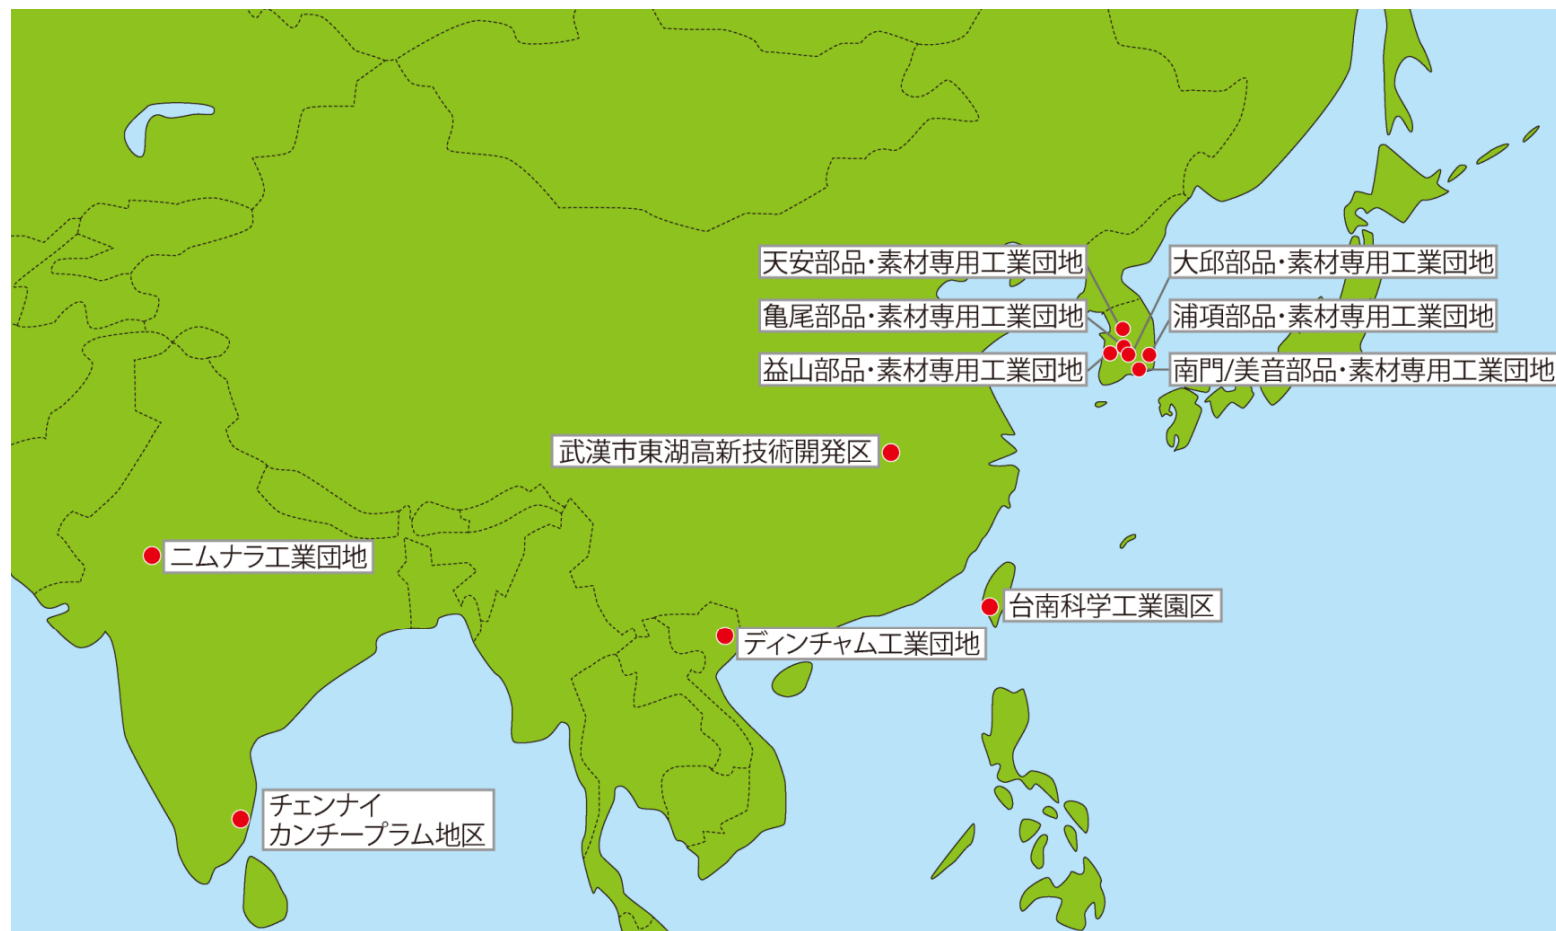 天安部品・素材専用工業団地
大邱部品・素材専用工業団地
亀尾部品・素材専用工業団地
浦項部品・素材専用工業団地
益山部品・素材専用工業団地
南門/美音部品・素材専用工業団地
武漢市東湖高新技術開発区
ニムナラ工業団地
台南科学工業園区
ディンチャム工業団地
チェンナイ
カンチープラム地区